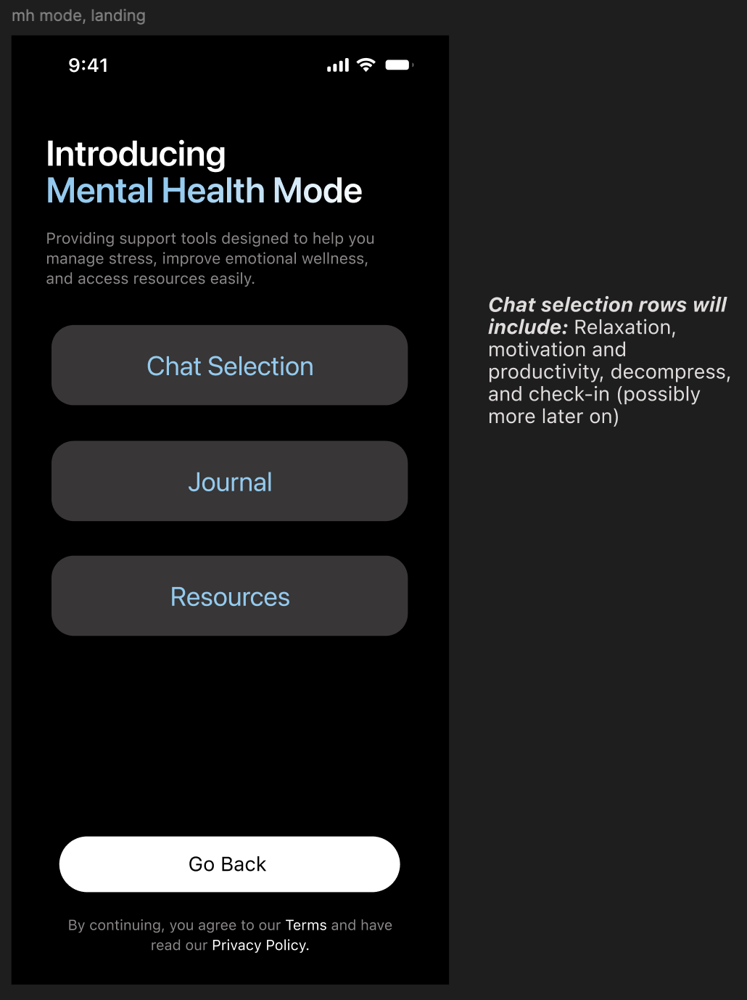 mh mode, landing
9:41
Introducing
Mental Health Mode
Providing support tools designed to help you
manage stress, improve emotional wellness,
and access resources easily.
Chat Selection
Journal
Resources
Go Back
By continuing, you agree to our Terms and have
read our Privacy Policy.
Chat selection rows will
include: Relaxation,
motivation and
productivity, decompress,
and check-in (possibly
more later on)